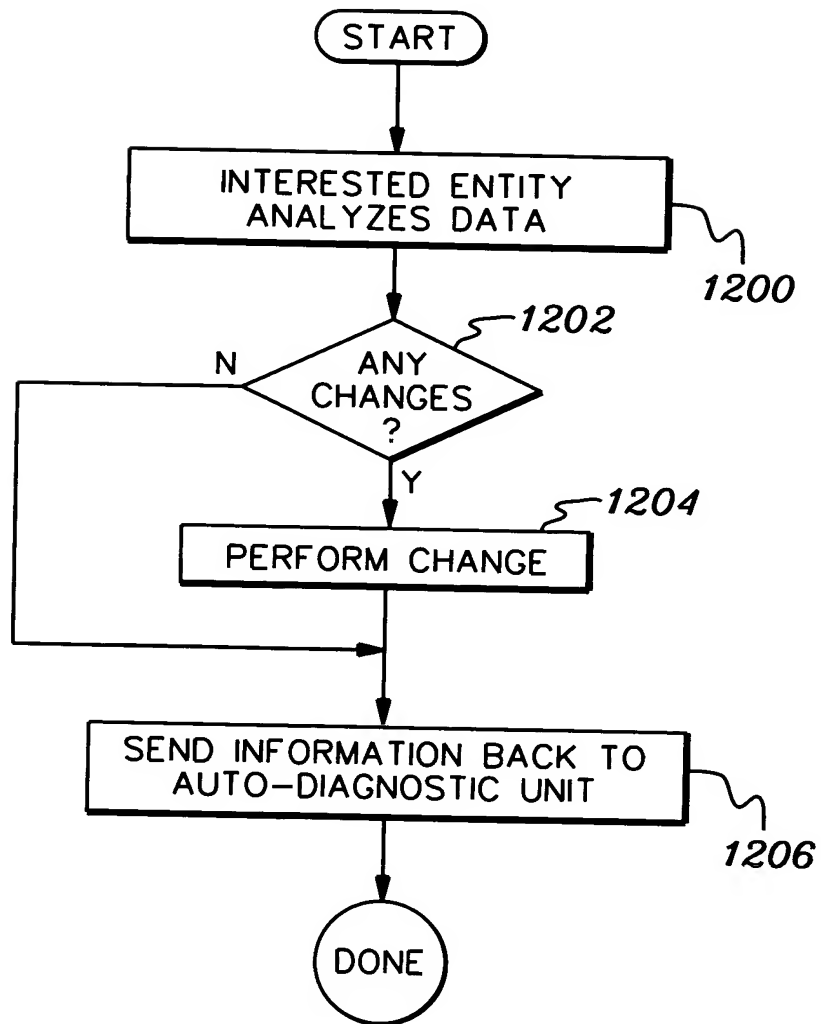 START
INTERESTED ENTITY
ANALYZES DATA
1200
1202
N
ANY
CHANGES
?
Y
1204
PERFORM CHANGE
SEND INFORMATION BACK TO
AUTO-DIAGNOSTIC UNIT
1206
DONE